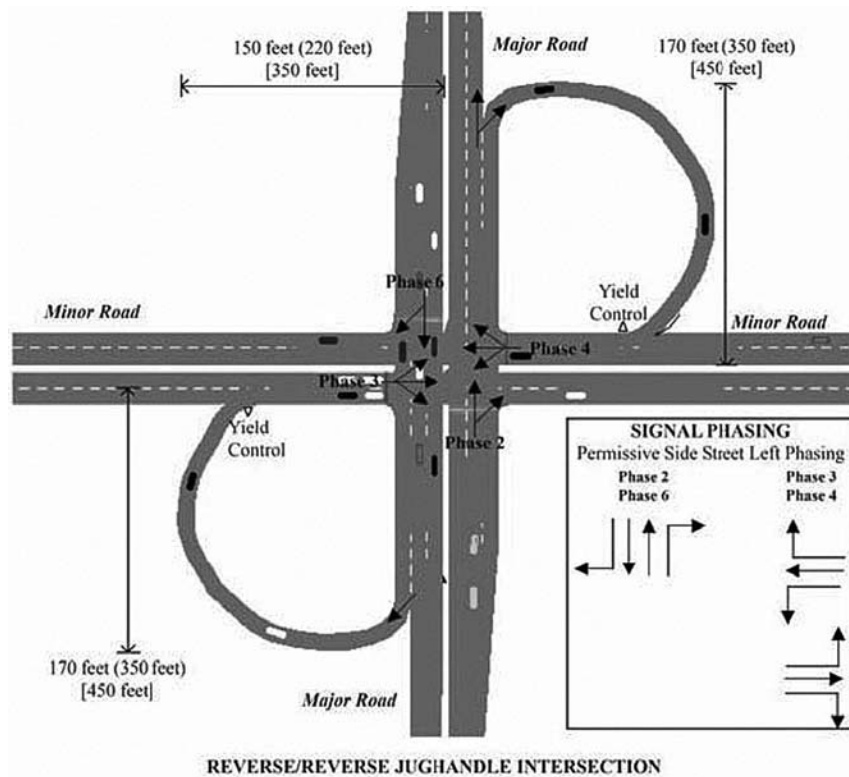 150 feet (220 feet)
[350 feet]
Major Road
170 feet (350 feet)
[450 feet]
Phase 6
Minor Road
Yield
Control
Minor Road
Phase 4
Phase 3
Yield
Control
Phase 2
SIGNAL PHASING
Permissive Side Street Left Phasing
Phase 2
Phase 6
Phase 3
Phase 4
170 feet (350 feet)
[450 feet]
Major Road
REVERSE/REVERSE JUGHANDLE INTERSECTION